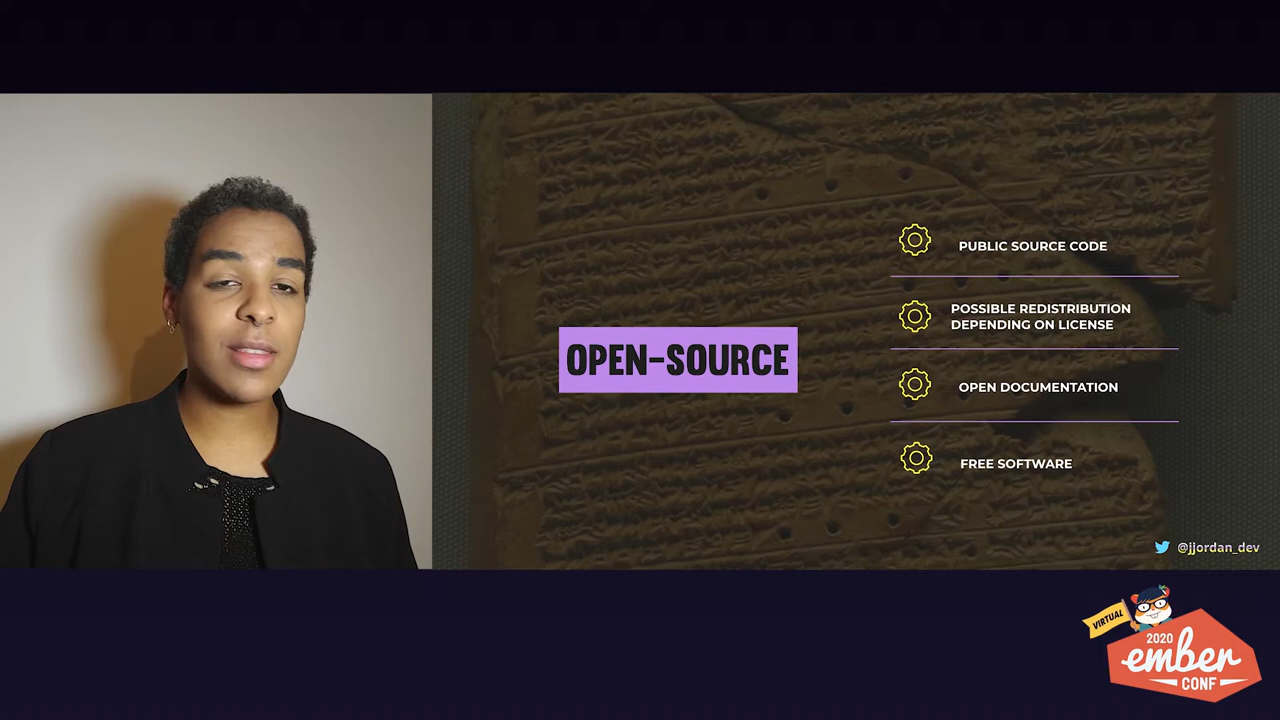 OPEN-SOURCE
PUBLIC SOURCE CODE
POSSIBLE REDISTRIBUTION
DEPENDING ON LICENSE
OPEN DOCUMENTATION
FREE SOFTWARE
@jjordan_dev
VIRTUAL
2020
ember
CONF